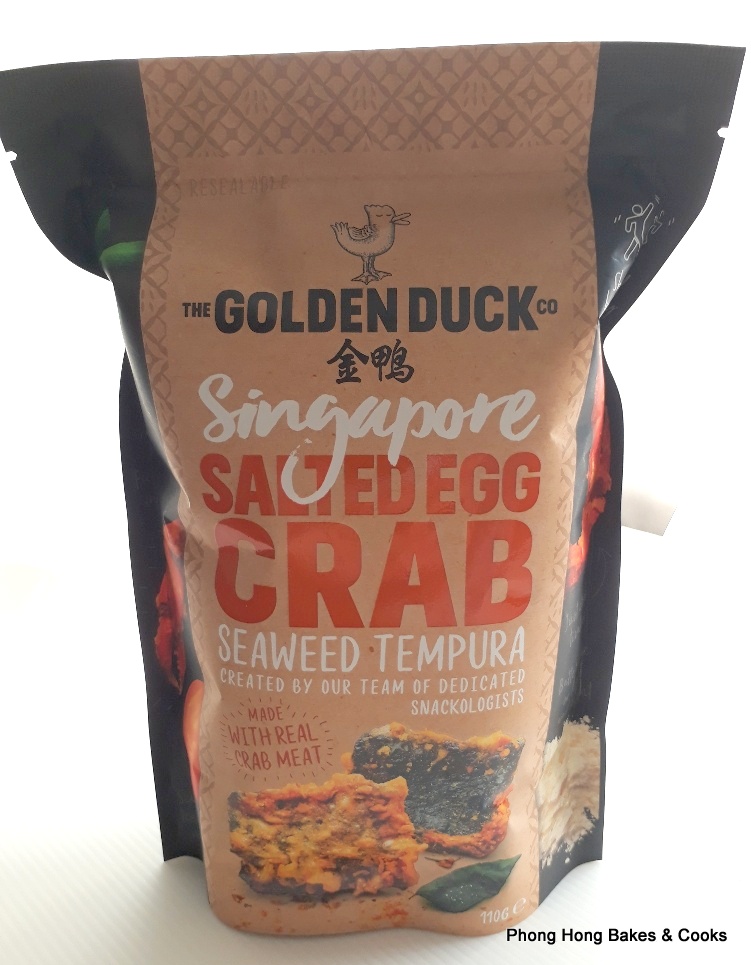 RESEALABLE
THE GOLDEN DUCK CO
金鴨
Singapore
SALTED EGG
CRAB
SEAWEED TEMPURA
CREATED BY OUR TEAM OF DEDICATED
SNACKOLOGISTS
MADE
WITH REAL
CRAB MEAT
110G e
Phong Hong Bakes & Cooks